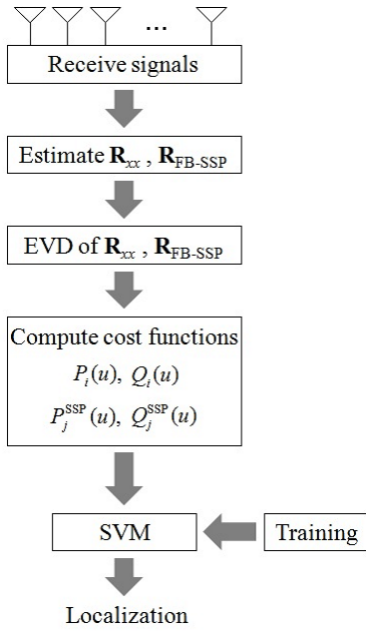 ...
Receive signals
Estimate R_xx , R_FB-SSP
EVD of R_xx , R_FB-SSP
Compute cost functions
P_i(u), Q_i(u)
P_j^SSP(u), Q_j^SSP(u)
SVM
Training
Localization